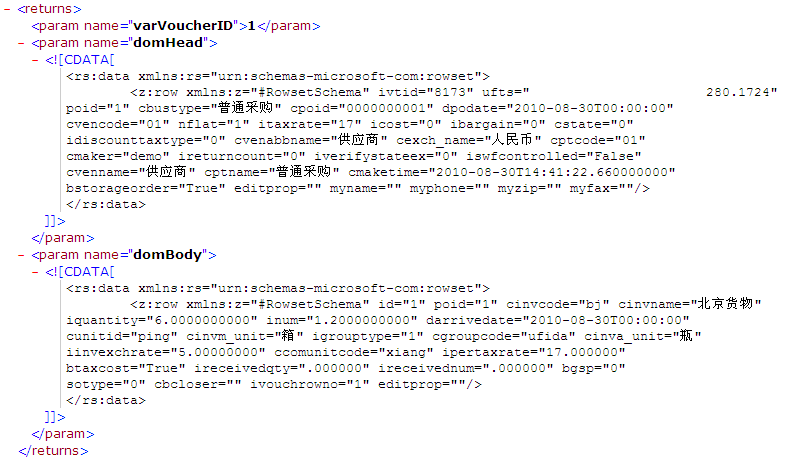 – <returns>
<param name="varVoucherID">1</param>
– <param name="domHead">
– <![CDATA[
<rs:data xmlns:rs="urn:schemas-microsoft-com:rowset">
<z:row xmlns:z="#RowsetSchema" ivtid="8173" ufts="                       280.1724"
poid="1" cbustype="普通采购" cpoid="0000000001" dpodate="2010-08-30T00:00:00"
cvencode="01" nflat="1" itaxrate="17" icost="0" ibargain="0" cstate="0"
idiscounttaxtype="0" cvenabbname="供应商" cexch_name="人民币" cptcode="01"
cmaker="demo" ireturncount="0" iverifystateex="0" iswfcontrolled="False"
cvenname="供应商" cptname="普通采购" cmaketime="2010-08-30T14:41:22.660000000"
bstorageorder="True" editprop="" myname="" myphone="" myzip="" myfax=""/>
</rs:data>
]]>
</param>
– <param name="domBody">
– <![CDATA[
<rs:data xmlns:rs="urn:schemas-microsoft-com:rowset">
<z:row xmlns:z="#RowsetSchema" id="1" poid="1" cinvcode="bj" cinvname="北京货物"
iquantity="6.0000000000" inum="1.2000000000" darrivedate="2010-08-30T00:00:00"
cunitid="ping" cinvm_unit="箱" igrouptype="1" cgroupcode="ufida" cinva_unit="瓶"
iinvexchrate="5.00000000" ccomunitcode="xiang" ipertaxrate="17.000000"
btaxcost="True" ireceivedqty=".000000" ireceivednum=".000000" bgsp="0"
sotype="0" cbcloser="" ivouchrowno="1" editprop=""/>
</rs:data>
]]>
</param>
</returns>